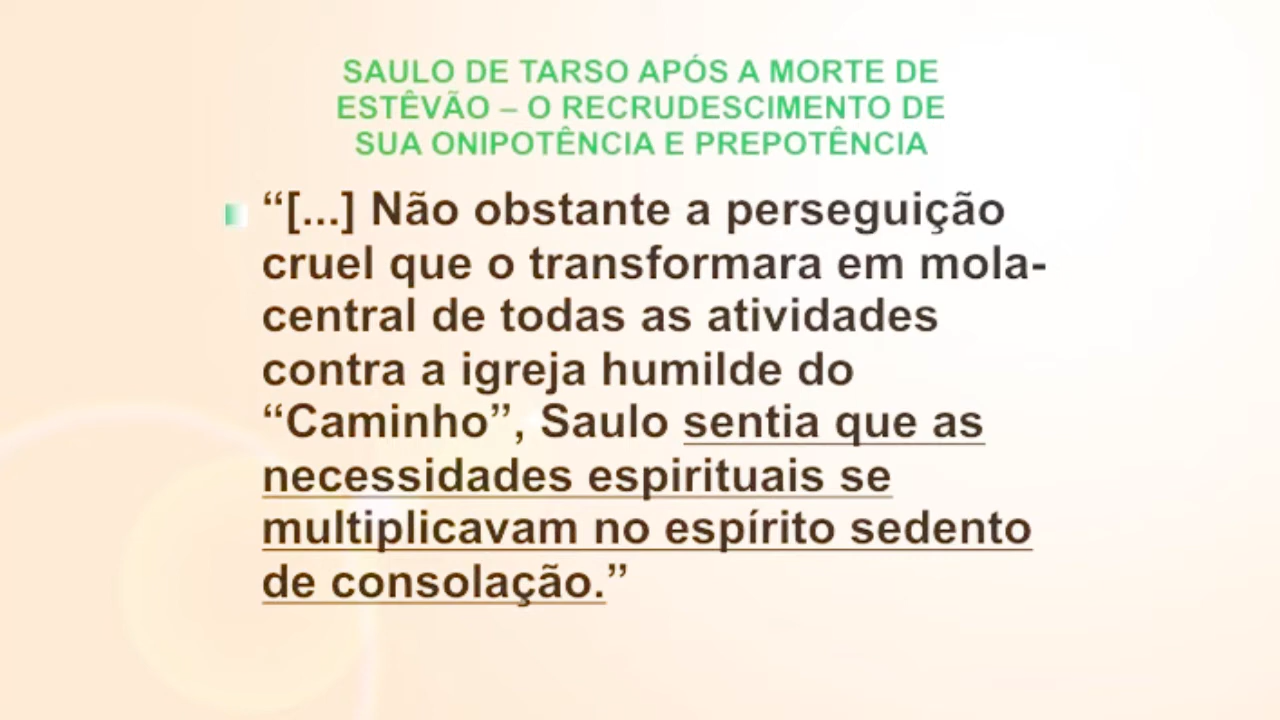 SAULO DE TARSO APÓS A MORTE DE
ESTÊVÃO – O RECRUDESCIMENTO DE
SUA ONIPOTÊNCIA E PREPOTÊNCIA
“[...] Não obstante a perseguição
cruel que o transformara em mola-
central de todas as atividades
contra a igreja humilde do
“Caminho”, Saulo sentia que as
necessidades espirituais se
multiplicavam no espírito sedento
de consolação.”